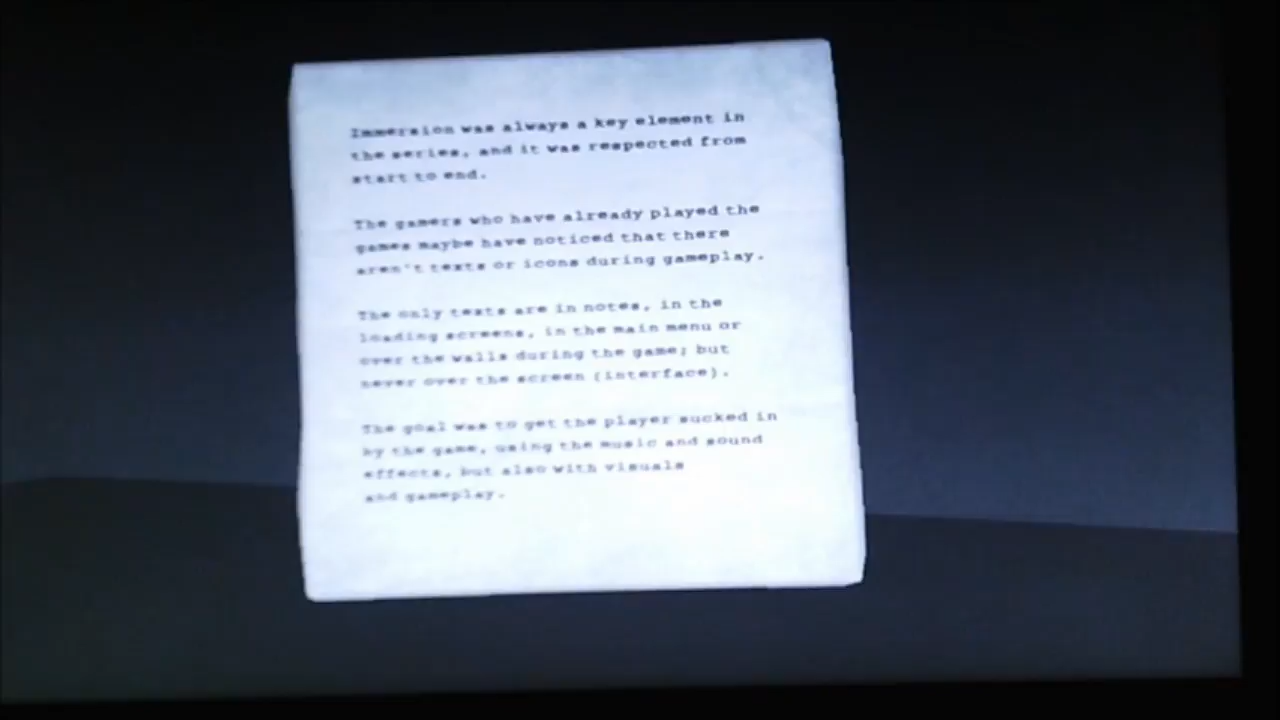 Immersion was always a key element in
the series, and it was respected from
start to end.
The gamers who have already played the
games maybe have noticed that there
aren't texts or icons during gameplay.
The only texts are in notes, in the
loading screens, in the main menu or
over the walls during the game; but
never over the screen (interface).
The goal was to get the player sucked in
by the game, using the music and sound
effects, but also with visuals
and gameplay.